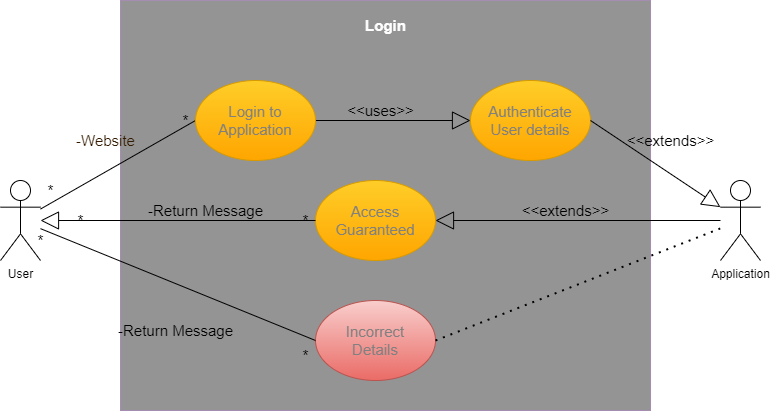 Login
Login to
Application
<<uses>>
Authenticate
User details
*
-Website
<<extends>>
*
-Return Message
Access
Guaranteed
<<extends>>
*
*
*
User
Application
-Return Message
Incorrect
Details
*